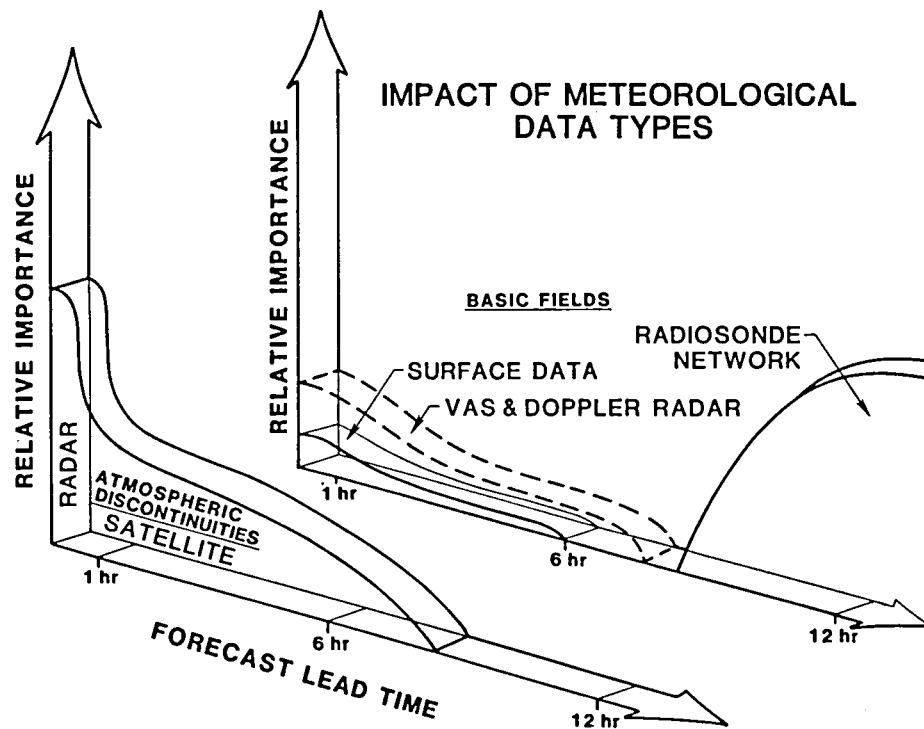 IMPACT OF METEOROLOGICAL
DATA TYPES
RELATIVE IMPORTANCE
RELATIVE IMPORTANCE
BASIC FIELDS
RADIOSONDE
NETWORK
SURFACE DATA
VAS & DOPPLER RADAR
1 hr
6 hr
12 hr
RADAR
ATMOSPHERIC
DISCONTINUITIES
SATELLITE
1 hr
6 hr
12 hr
FORECAST LEAD TIME